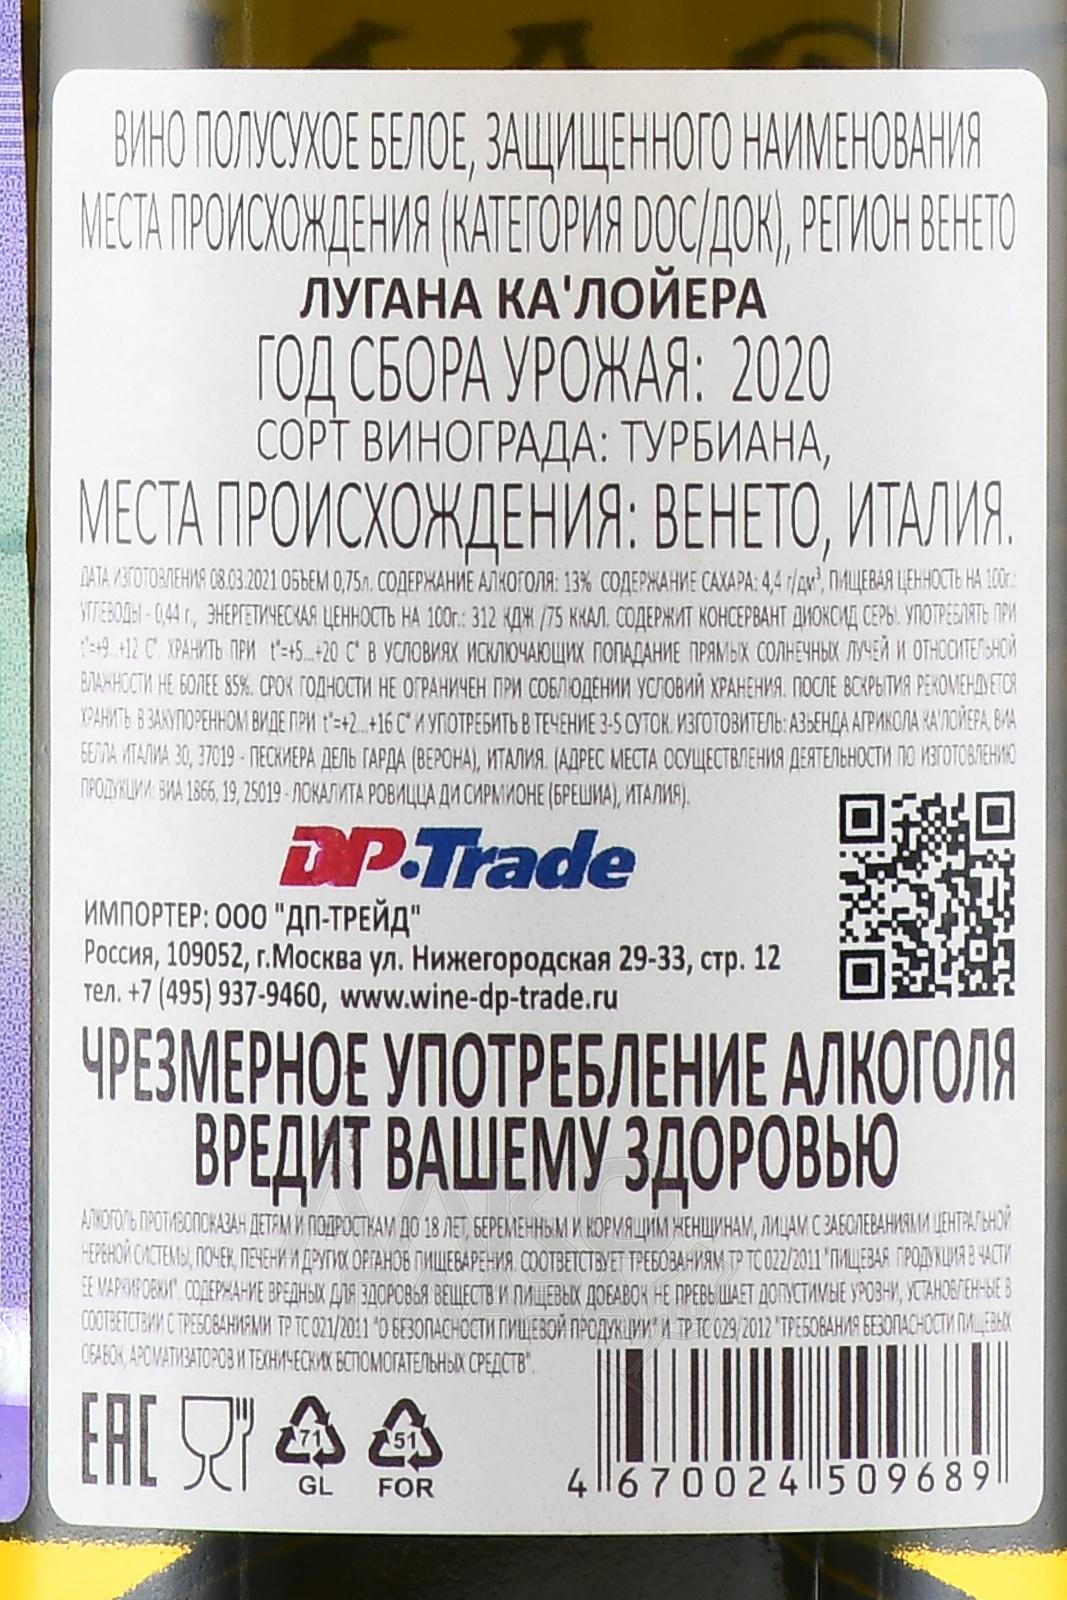 ВИНО ПОЛУСУХОЕ БЕЛОЕ, ЗАЩИЩЕННОГО НАИМЕНОВАНИЯ
МЕСТА ПРОИСХОЖДЕНИЯ (КАТЕГОРИЯ DOC/ДОК), РЕГИОН ВЕНЕТО
ЛУГАНА КА'ЛОЙЕРА
ГОД СБОРА УРОЖАЯ: 2020
СОРТ ВИНОГРАДА: ТУРБИАНА,
МЕСТА ПРОИСХОЖДЕНИЯ: ВЕНЕТО, ИТАЛИЯ.
ДАТА ИЗГОТОВЛЕНИЯ 08.03.2021 ОБЪЕМ 0,75л. СОДЕРЖАНИЕ АЛКОГОЛЯ: 13% СОДЕРЖАНИЕ САХАРА: 4,4 г/дм³, ПИЩЕВАЯ ЦЕННОСТЬ НА 100г.:
УГЛЕВОДЫ - 0,44 г., ЭНЕРГЕТИЧЕСКАЯ ЦЕННОСТЬ НА 100г.: 312 КДЖ /75 ККАЛ. СОДЕРЖИТ КОНСЕРВАНТ ДИОКСИД СЕРЫ. УПОТРЕБЛЯТЬ ПРИ
t°=+9...+12 С°. ХРАНИТЬ ПРИ t°=+5...+20 С° В УСЛОВИЯХ ИСКЛЮЧАЮЩИХ ПОПАДАНИЕ ПРЯМЫХ СОЛНЕЧНЫХ ЛУЧЕЙ И ОТНОСИТЕЛЬНОЙ
ВЛАЖНОСТИ НЕ БОЛЕЕ 85%. СРОК ГОДНОСТИ НЕ ОГРАНИЧЕН ПРИ СОБЛЮДЕНИИ УСЛОВИЙ ХРАНЕНИЯ. ПОСЛЕ ВСКРЫТИЯ РЕКОМЕНДУЕТСЯ
ХРАНИТЬ В ЗАКУПОРЕННОМ ВИДЕ ПРИ t°=+2...+16 С° И УПОТРЕБИТЬ В ТЕЧЕНИЕ 3-5 СУТОК. ИЗГОТОВИТЕЛЬ: АЗЬЕНДА АГРИКОЛА КА'ЛОЙЕРА, ВИА
БЕЛЛА ИТАЛИА 30, 37019 - ПЕСКИЕРА ДЕЛЬ ГАРДА (ВЕРОНА), ИТАЛИЯ. (АДРЕС МЕСТА ОСУЩЕСТВЛЕНИЯ ДЕЯТЕЛЬНОСТИ ПО ИЗГОТОВЛЕНИЮ
ПРОДУКЦИИ: ВИА 1866, 19, 25019 - ЛОКАЛИТА РОВИЦЦА ДИ СИРМИОНЕ (БРЕШИА), ИТАЛИЯ).
DP·Trade
ИМПОРТЕР: ООО "ДП-ТРЕЙД"
Россия, 109052, г.Москва ул. Нижегородская 29-33, стр. 12
тел. +7 (495) 937-9460, www.wine-dp-trade.ru
ЧРЕЗМЕРНОЕ УПОТРЕБЛЕНИЕ АЛКОГОЛЯ
ВРЕДИТ ВАШЕМУ ЗДОРОВЬЮ
АЛКОГОЛЬ ПРОТИВОПОКАЗАН ДЕТЯМ И ПОДРОСТКАМ ДО 18 ЛЕТ, БЕРЕМЕННЫМ И КОРМЯЩИМ ЖЕНЩИНАМ, ЛИЦАМ С ЗАБОЛЕВАНИЯМИ ЦЕНТРАЛЬНОЙ
НЕРВНОЙ СИСТЕМЫ, ПОЧЕК, ПЕЧЕНИ И ДРУГИХ ОРГАНОВ ПИЩЕВАРЕНИЯ. СООТВЕТСТВУЕТ ТРЕБОВАНИЯМ ТР ТС 022/2011 "ПИЩЕВАЯ ПРОДУКЦИЯ В ЧАСТИ
ЕЕ МАРКИРОВКИ". СОДЕРЖАНИЕ ВРЕДНЫХ ДЛЯ ЗДОРОВЬЯ ВЕЩЕСТВ И ПИЩЕВЫХ ДОБАВОК НЕ ПРЕВЫШАЕТ ДОПУСТИМЫЕ УРОВНИ, УСТАНОВЛЕННЫЕ В
СООТВЕТСТВИИ С ТРЕБОВАНИЯМИ ТР ТС 021/2011 "О БЕЗОПАСНОСТИ ПИЩЕВОЙ ПРОДУКЦИИ" И ТР ТС 029/2012 "ТРЕБОВАНИЯ БЕЗОПАСНОСТИ ПИЩЕВЫХ
ОБАВОК, АРОМАТИЗАТОРОВ И ТЕХНИЧЕСКИХ ВСПОМОГАТЕЛЬНЫХ СРЕДСТВ".
EAC
71
GL
51
FOR
4 670024 509689